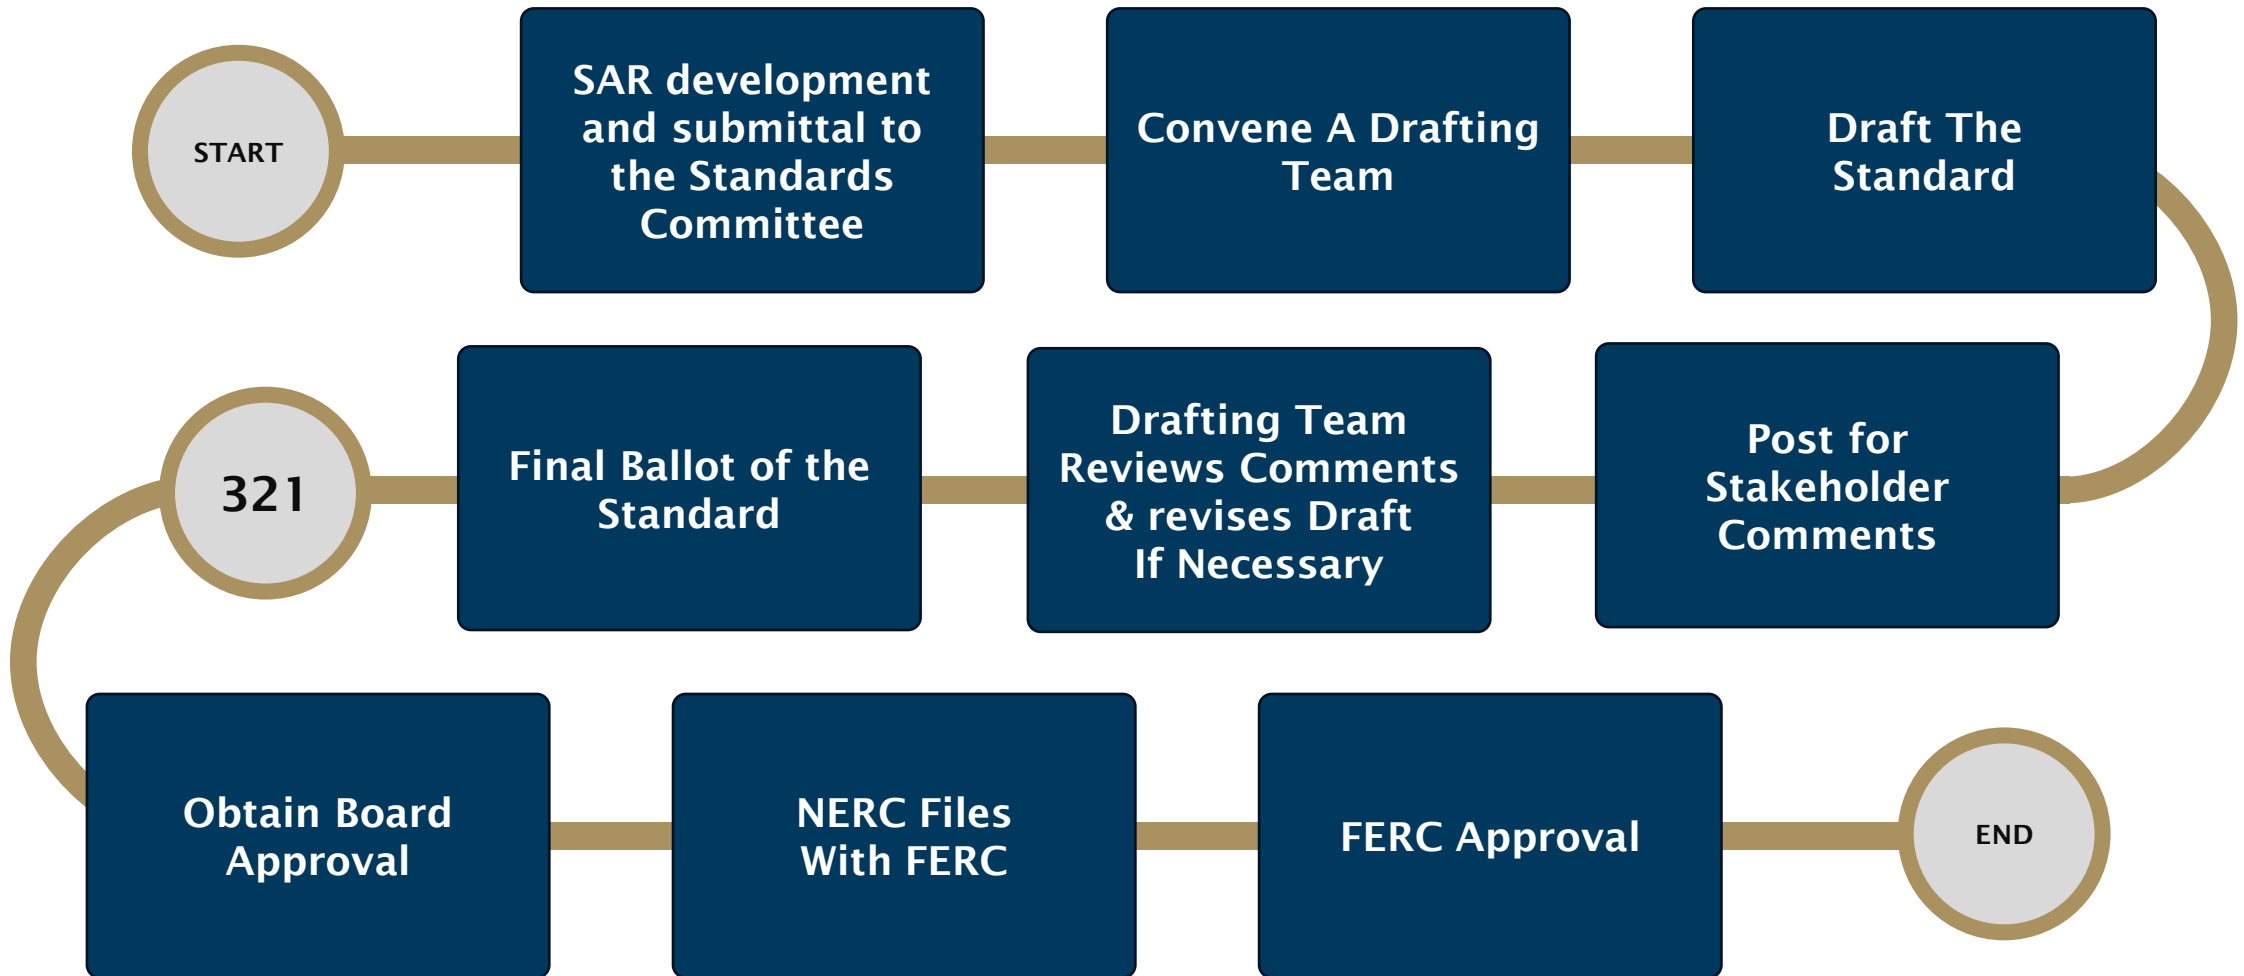 START
SAR development
and submittal to
the Standards
Committee
Convene A Drafting
Team
Draft The
Standard
Post for
Stakeholder
Comments
Drafting Team
Reviews Comments
& revises Draft
If Necessary
Final Ballot of the
Standard
321
Obtain Board
Approval
NERC Files
With FERC
FERC Approval
END